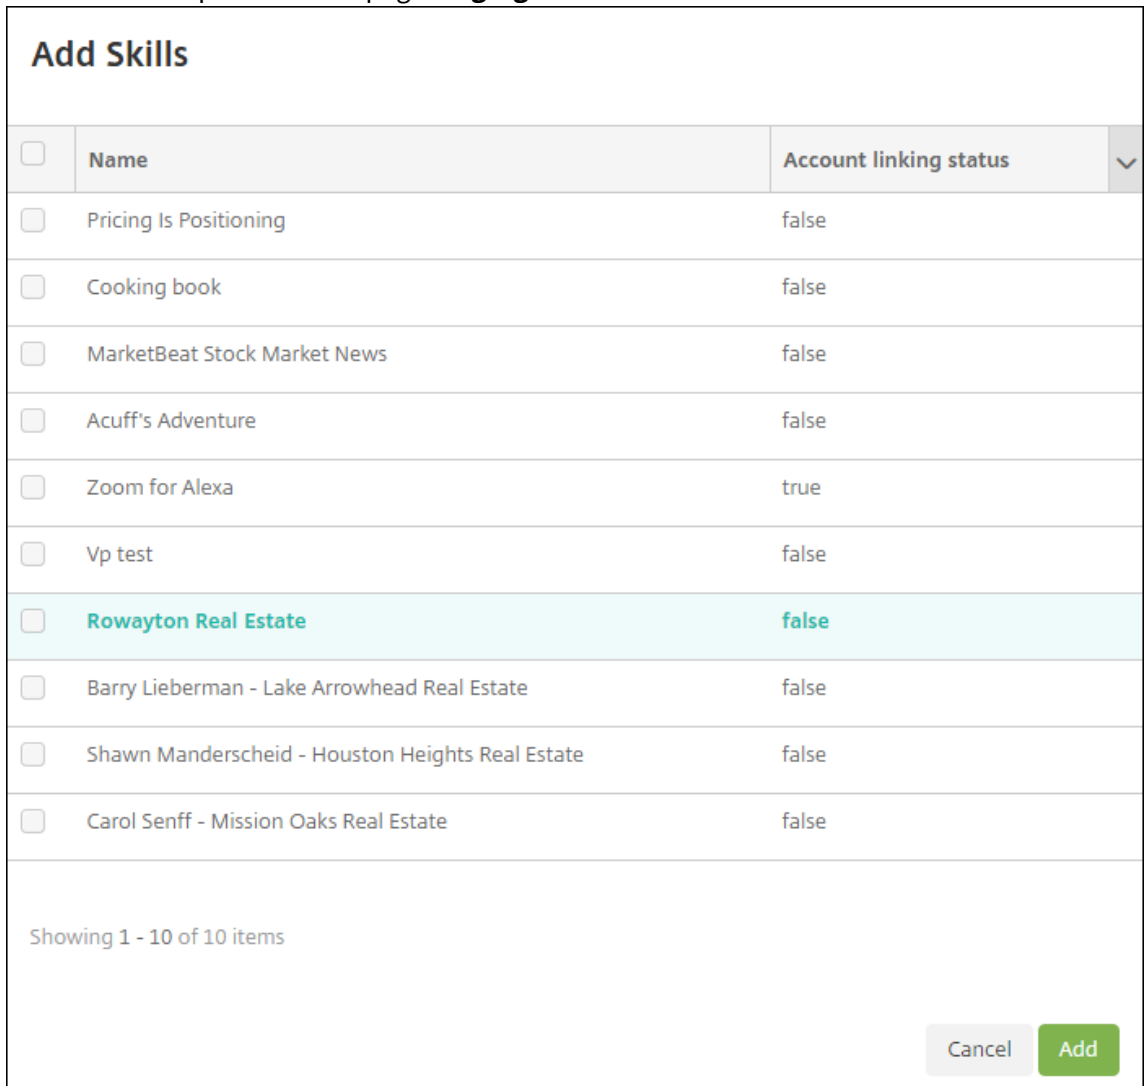 Add Skills
Name Account linking status
Pricing Is Positioning false
Cooking book false
MarketBeat Stock Market News false
Acuff's Adventure false
Zoom for Alexa true
Vp test false
Rowayton Real Estate false
Barry Lieberman - Lake Arrowhead Real Estate false
Shawn Manderscheid - Houston Heights Real Estate false
Carol Senff - Mission Oaks Real Estate false
Showing 1 - 10 of 10 items
Cancel Add